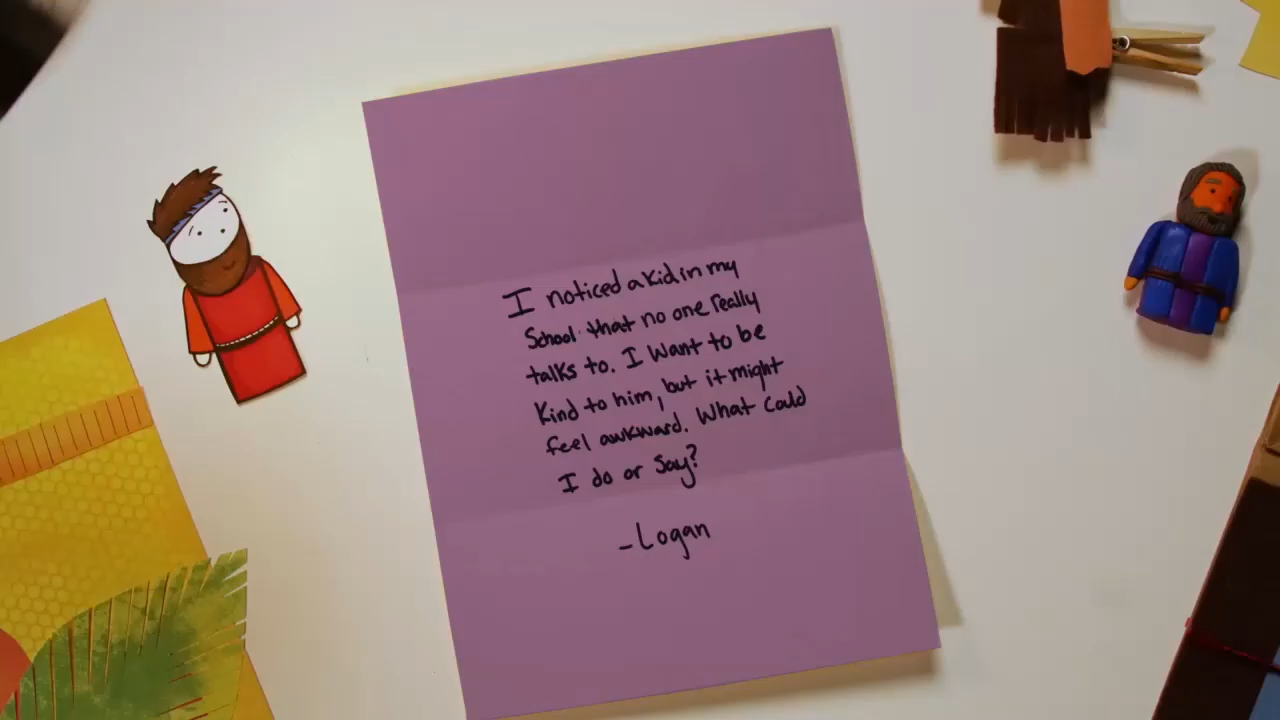 I noticed a kid in my
School that no one really
talks to. I want to be
Kind to him, but it might
feel awkward. What could
I do or say?
-Logan